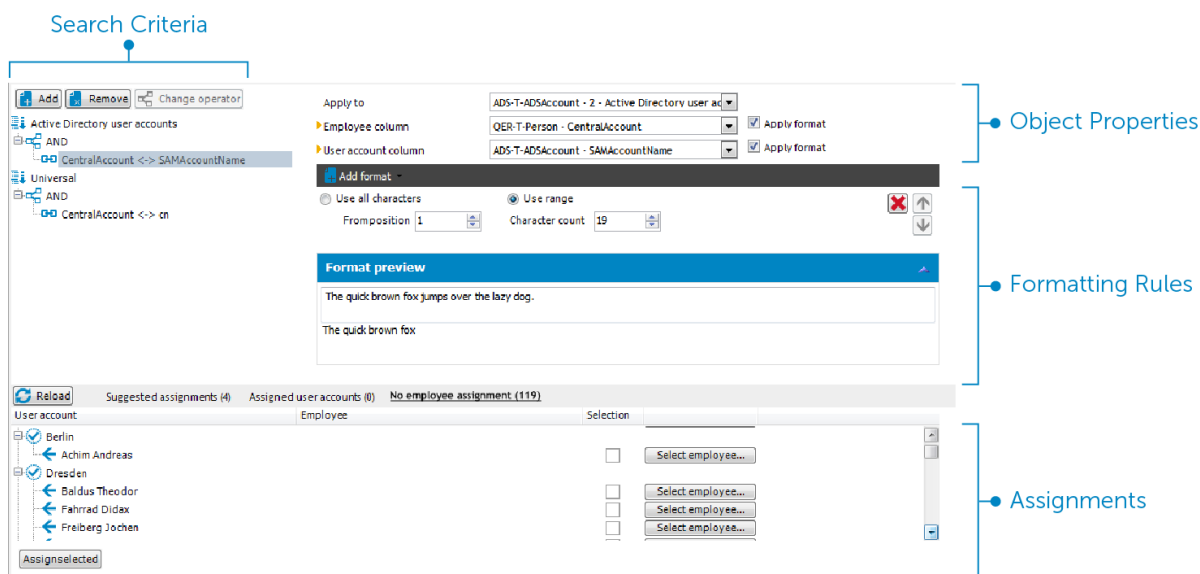 Search Criteria
Add Remove Change operator
Active Directory user accounts
AND
CentralAccount <-> SAMAccountName
Universal
AND
CentralAccount <-> cn
Apply to ADS-T-ADSAccount - 2 - Active Directory user ac
Employee column QER-T-Person - CentralAccount Apply format
User account column ADS-T-ADSAccount - SAMAccountName Apply format
Object Properties
Add format
Use all characters Use range
Fromposition 1 Character count 19
Format preview
The quick brown fox jumps over the lazy dog.
The quick brown fox
Formatting Rules
Reload Suggested assignments (4) Assigned user accounts (0) No employee assignment (119)
User account Employee Selection
Berlin
Achim Andreas Select employee...
Dresden
Baldus Theodor Select employee...
Fahrrad Didax Select employee...
Freiberg Jochen Select employee...
Assignments
Assignselected